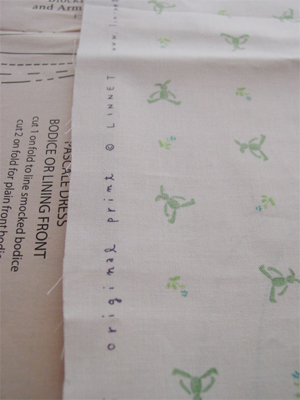 and Arm
PASCALE DRESS
BODICE OR LINING FRONT
cut 1 on fold to line smocked bodice
cut 2 on fold for plain front bodice
original print © LINNET